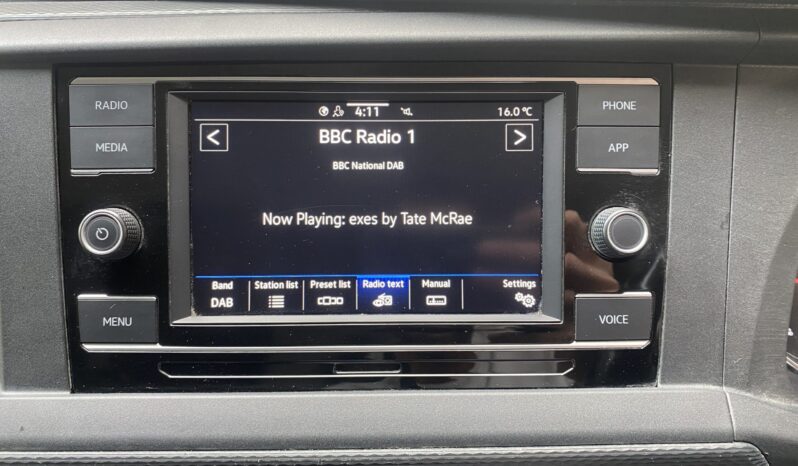 RADIO
MEDIA
MENU
PHONE
APP
VOICE
4:11
16.0 °C
<
BBC Radio 1
>
BBC National DAB
Now Playing: exes by Tate McRae
Band
DAB
Station list
Preset list
Radio text
Manual
Settings